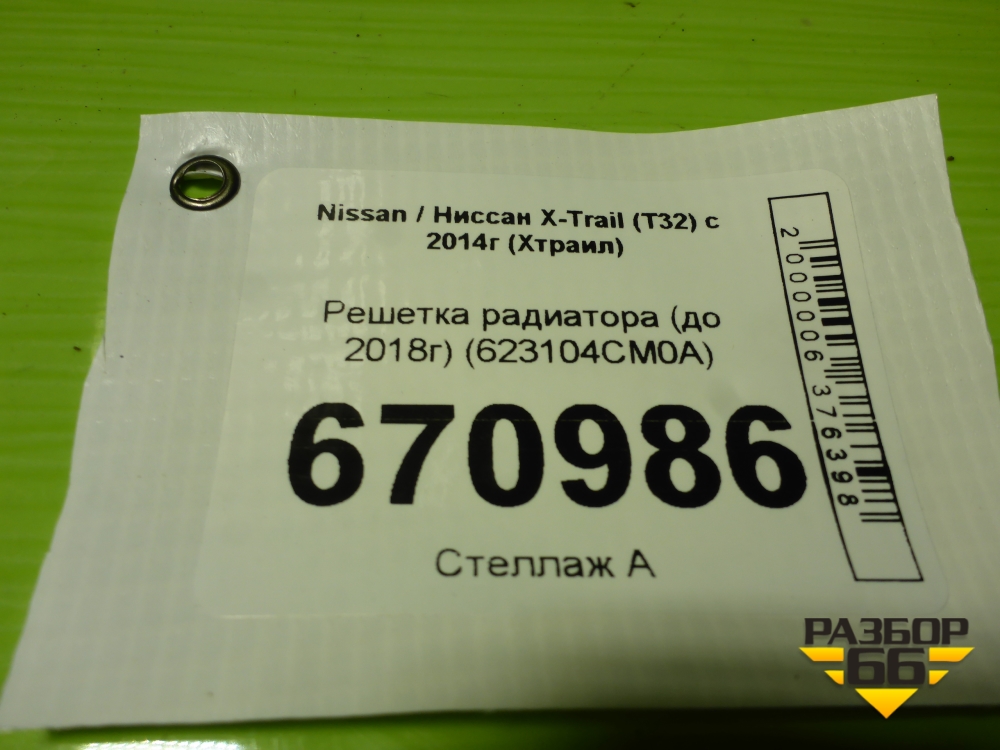 Nissan / Ниссан X-Trail (T32) с
2014г (Хтраил)
Решетка радиатора (до
2018г) (623104CM0A)
670986
Стеллаж А
2000006376398
РАЗБОР
66